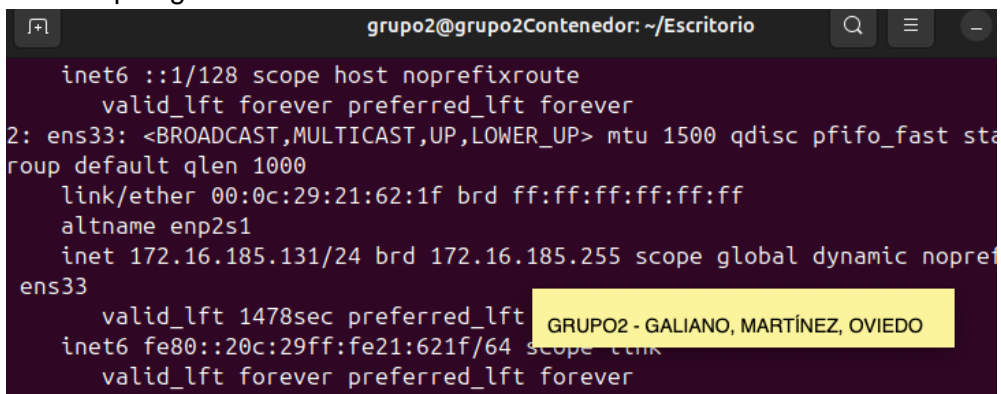 grupo2@grupo2Contenedor: ~/Escritorio
inet6 ::1/128 scope host noprefixroute
valid_lft forever preferred_lft forever
2: ens33: <BROADCAST,MULTICAST,UP,LOWER_UP> mtu 1500 qdisc pfifo_fast sta
roup default qlen 1000
link/ether 00:0c:29:21:62:1f brd ff:ff:ff:ff:ff:ff
altname enp2s1
inet 172.16.185.131/24 brd 172.16.185.255 scope global dynamic nopref
ens33
valid_lft 1478sec preferred_lft
GRUPO2 - GALIANO, MARTÍNEZ, OVIEDO
inet6 fe80::20c:29ff:fe21:621f/64 scope link
valid_lft forever preferred_lft forever